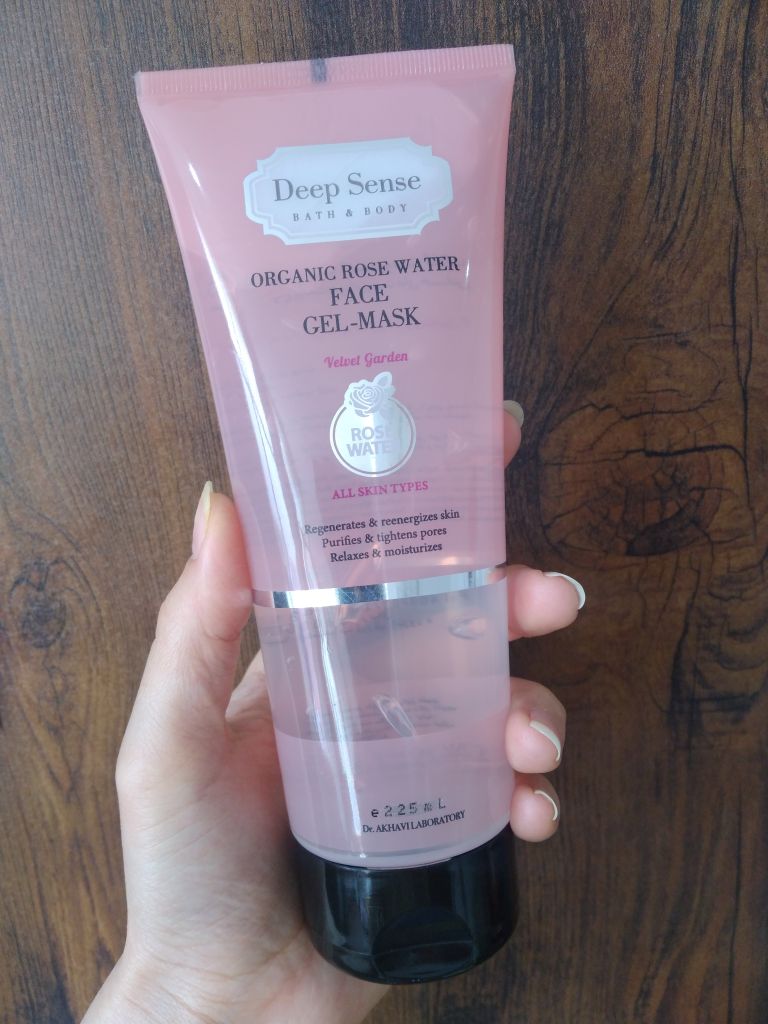 Deep Sense
BATH & BODY
ORGANIC ROSE WATER
FACE
GEL-MASK
Velvet Garden
ROSE
WATER
ALL SKIN TYPES
Regenerates & reenergizes skin
Purifies & tightens pores
Relaxes & moisturizes
e 225 mL
Dr. AKHAVI LABORATORY